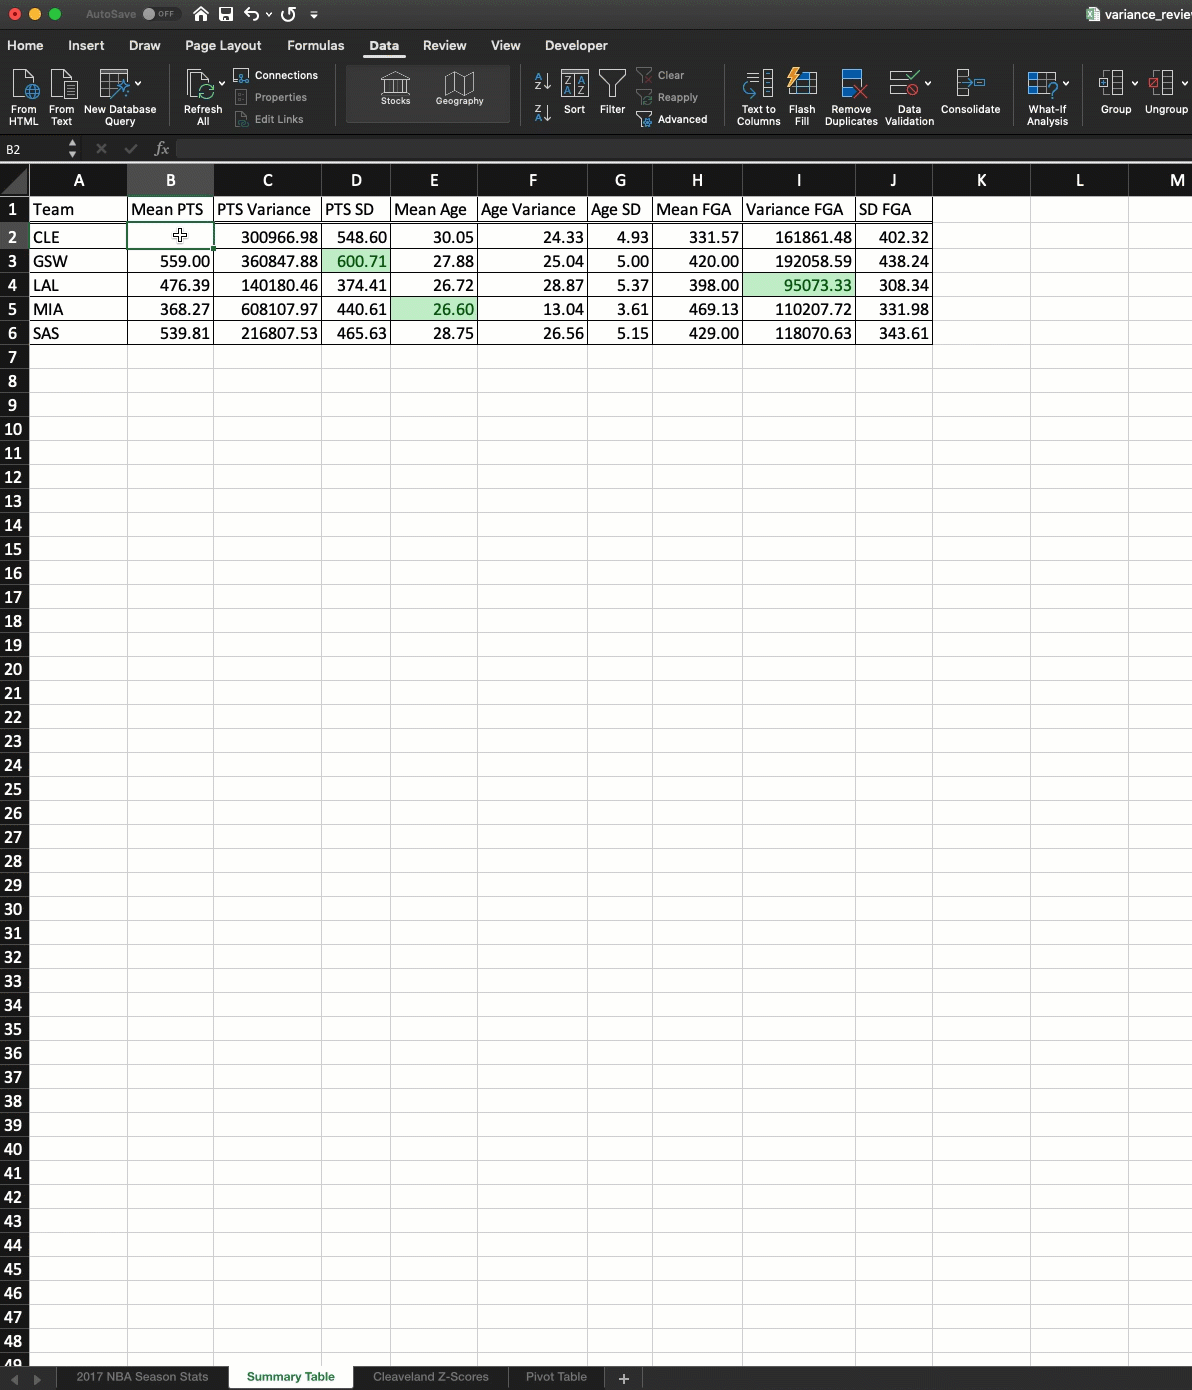 AutoSave OFF
variance_revie
Home Insert Draw Page Layout Formulas Data Review View Developer
Connections
Properties
Edit Links
Clear
Reapply
Advanced
From HTML
From Text
New Database Query
Refresh All
Stocks
Geography
Sort
Filter
Text to Columns
Flash Fill
Remove Duplicates
Data Validation
Consolidate
What-If Analysis
Group
Ungroup
B2 fx
A B C D E F G H I J K L M
1 Team Mean PTS PTS Variance PTS SD Mean Age Age Variance Age SD Mean FGA Variance FGA SD FGA
2 CLE 300966.98 548.60 30.05 24.33 4.93 331.57 161861.48 402.32
3 GSW 559.00 360847.88 600.71 27.88 25.04 5.00 420.00 192058.59 438.24
4 LAL 476.39 140180.46 374.41 26.72 28.87 5.37 398.00 95073.33 308.34
5 MIA 368.27 608107.97 440.61 26.60 13.04 3.61 469.13 110207.72 331.98
6 SAS 539.81 216807.53 465.63 28.75 26.56 5.15 429.00 118070.63 343.61
7
8
9
10
11
12
13
14
15
16
17
18
19
20
21
22
23
24
25
26
27
28
29
30
31
32
33
34
35
36
37
38
39
40
41
42
43
44
45
46
47
48
49
2017 NBA Season Stats Summary Table Cleaveland Z-Scores Pivot Table +